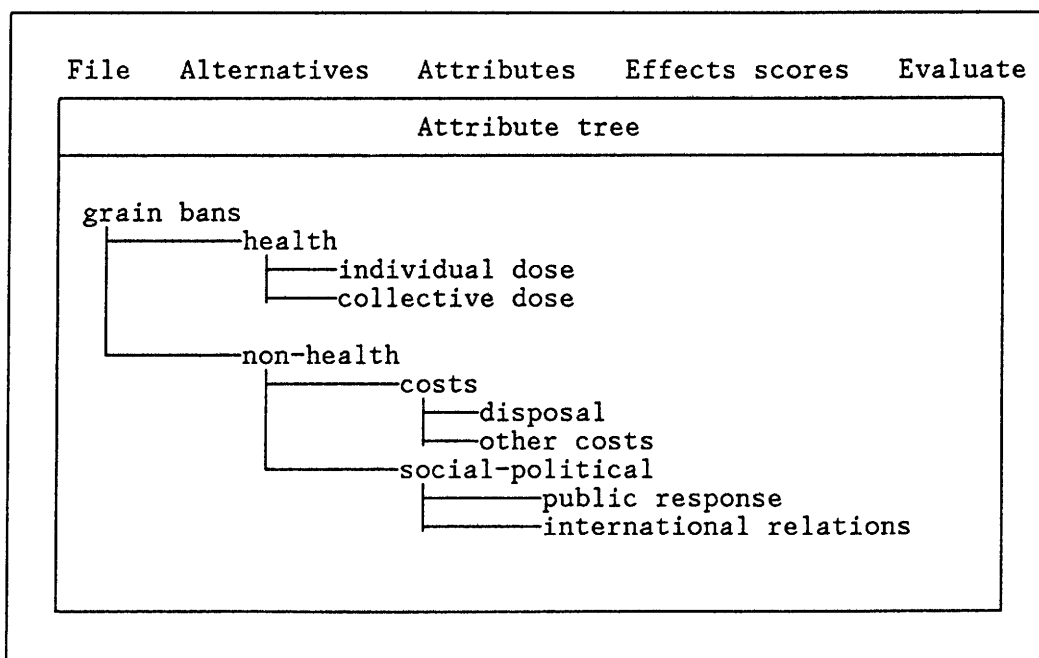 File Alternatives Attributes Effects scores Evaluate
Attribute tree
grain bans
health
individual dose
collective dose
non-health
costs
disposal
other costs
social-political
public response
international relations